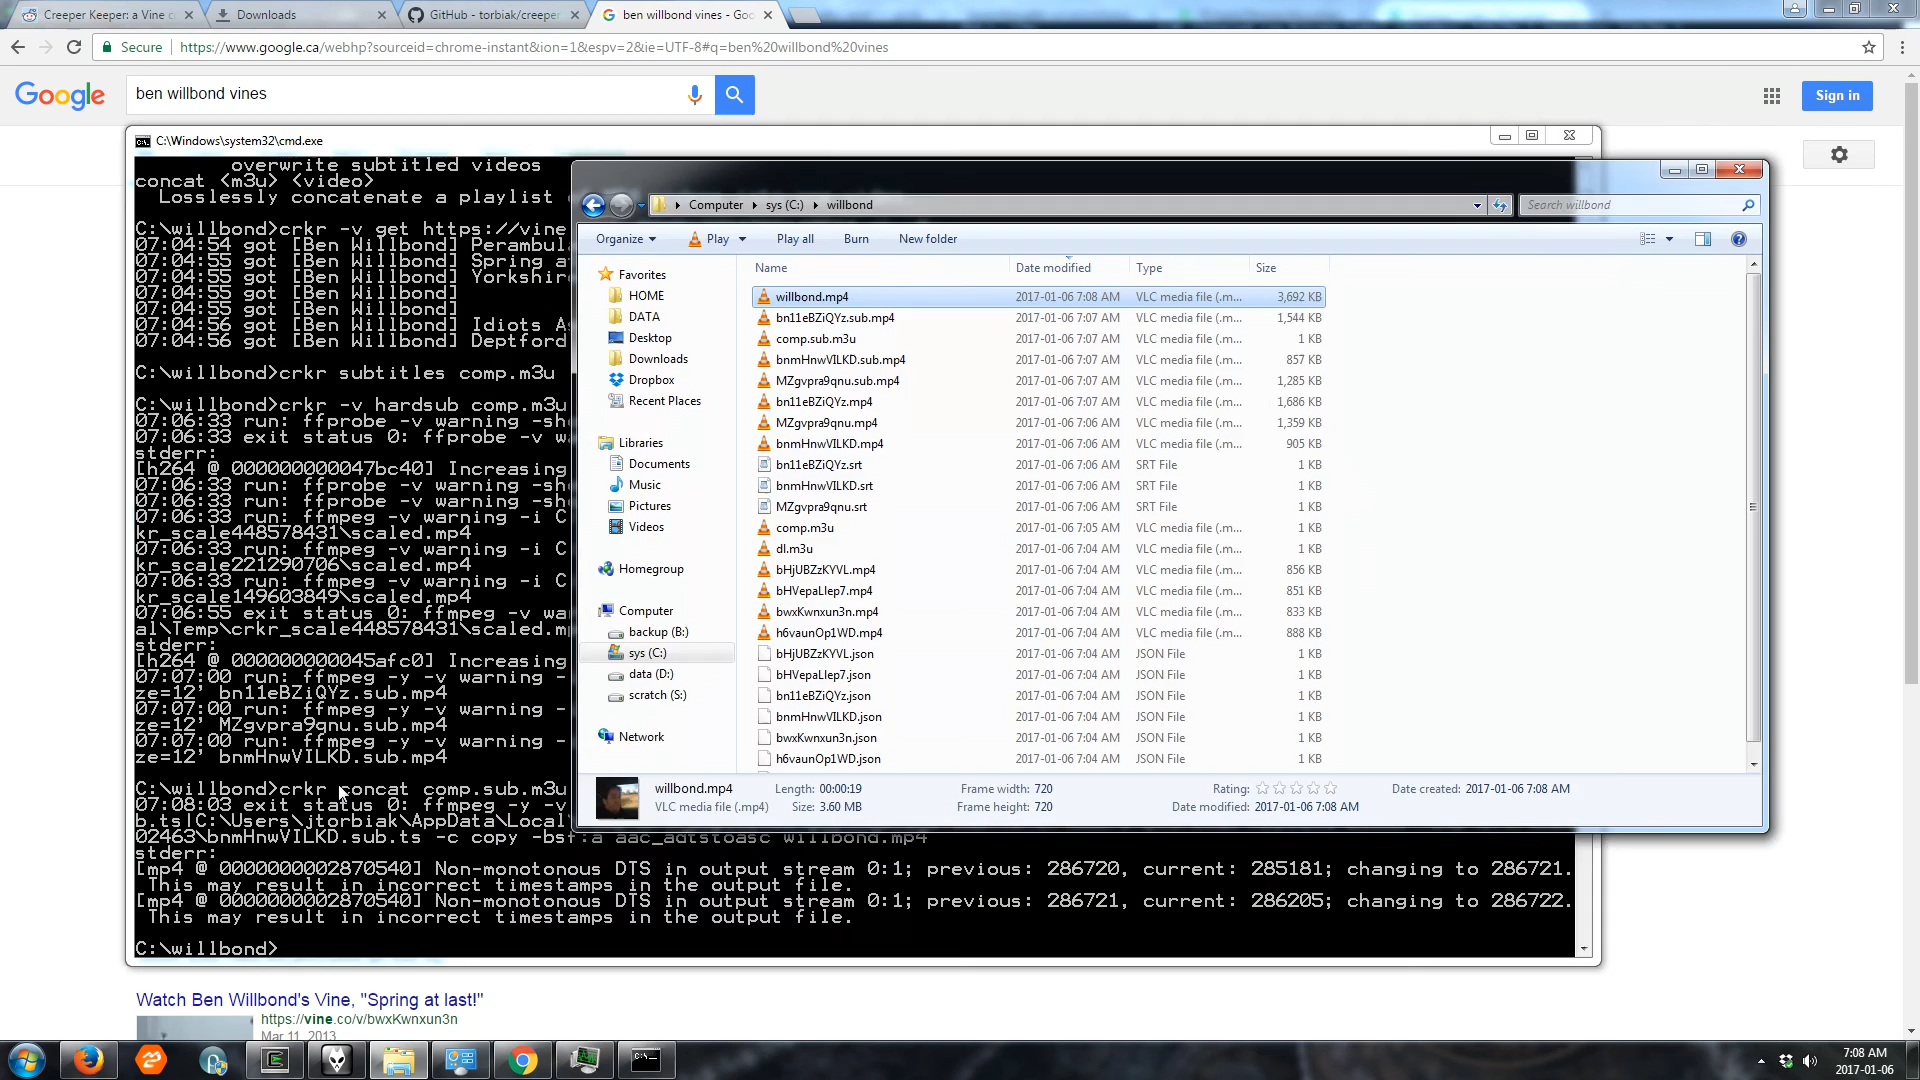 Creeper Keeper: a Vine c
Downloads
GitHub - torbiak/creepe
ben willbond vines - Goo
Secure
https://www.google.ca/webhp?sourceid=chrome-instant&ion=1&espv=2&ie=UTF-8#q=ben%20willbond%20vines
Google
ben willbond vines
Sign in
C:\Windows\system32\cmd.exe
overwrite subtitled videos
concat <m3u> <video>
Losslessly concatenate a playlist
C:\willbond>crkr -v get https://vine
07:04:54 got [Ben Willbond] Perambul
07:04:55 got [Ben Willbond] Spring a
07:04:55 got [Ben Willbond] Yorkshir
07:04:55 got [Ben Willbond]
07:04:55 got [Ben Willbond]
07:04:56 got [Ben Willbond] Idiots A
07:04:56 got [Ben Willbond] Deptford
C:\willbond>crkr subtitles comp.m3u
C:\willbond>crkr -v hardsub comp.m3u
07:06:33 run: ffprobe -v warning -sh
07:06:33 exit status 0: ffprobe -v w
stderr:
[h264 @ 000000000047bc40] Increasing
07:06:33 run: ffprobe -v warning -sh
07:06:33 run: ffprobe -v warning -sh
07:06:33 run: ffmpeg -v warning -i C
kr_scale448578431\scaled.mp4
07:06:33 run: ffmpeg -v warning -i C
kr_scale221290706\scaled.mp4
07:06:33 run: ffmpeg -v warning -i C
kr_scale149603849\scaled.mp4
07:06:55 exit status 0: ffmpeg -v wa
al\Temp\crkr_scale448578431\scaled.m
stderr:
[h264 @ 000000000045afc0] Increasing
07:07:00 run: ffmpeg -y -v warning -
ze=12' bn11eBZiQYz.sub.mp4
07:07:00 run: ffmpeg -y -v warning -
ze=12' MZgvpra9qnu.sub.mp4
07:07:00 run: ffmpeg -y -v warning -
ze=12' bnmHnwVILKD.sub.mp4
C:\willbond>crkr concat comp.sub.m3u
07:08:03 exit status 0: ffmpeg -y -v
b.ts|C:\Users\jtorbiak\AppData\Local
02463\bnmHnwVILKD.sub.ts -c copy -bsf:a aac_adtstoasc willbond.mp4
stderr:
[mp4 @ 0000000002870540] Non-monotonous DTS in output stream 0:1; previous: 286720, current: 285181; changing to 286721.
This may result in incorrect timestamps in the output file.
[mp4 @ 0000000002870540] Non-monotonous DTS in output stream 0:1; previous: 286721, current: 286205; changing to 286722.
This may result in incorrect timestamps in the output file.
C:\willbond>
Computer sys (C:) willbond
Search willbond
Organize Play Play all Burn New folder
Favorites
HOME
DATA
Desktop
Downloads
Dropbox
Recent Places
Libraries
Documents
Music
Pictures
Videos
Homegroup
Computer
backup (B:)
sys (C:)
data (D:)
scratch (S:)
Network
Name Date modified Type Size
willbond.mp4 2017-01-06 7:08 AM VLC media file (.m... 3,692 KB
bn11eBZiQYz.sub.mp4 2017-01-06 7:07 AM VLC media file (.m... 1,544 KB
comp.sub.m3u 2017-01-06 7:07 AM VLC media file (.m... 1 KB
bnmHnwVILKD.sub.mp4 2017-01-06 7:07 AM VLC media file (.m... 857 KB
MZgvpra9qnu.sub.mp4 2017-01-06 7:07 AM VLC media file (.m... 1,285 KB
bn11eBZiQYz.mp4 2017-01-06 7:06 AM VLC media file (.m... 1,686 KB
MZgvpra9qnu.mp4 2017-01-06 7:06 AM VLC media file (.m... 1,359 KB
bnmHnwVILKD.mp4 2017-01-06 7:06 AM VLC media file (.m... 905 KB
bn11eBZiQYz.srt 2017-01-06 7:06 AM SRT File 1 KB
bnmHnwVILKD.srt 2017-01-06 7:06 AM SRT File 1 KB
MZgvpra9qnu.srt 2017-01-06 7:06 AM SRT File 1 KB
comp.m3u 2017-01-06 7:05 AM VLC media file (.m... 1 KB
dl.m3u 2017-01-06 7:04 AM VLC media file (.m... 1 KB
bHjUBZzKYVL.mp4 2017-01-06 7:04 AM VLC media file (.m... 856 KB
bHVepaLIep7.mp4 2017-01-06 7:04 AM VLC media file (.m... 851 KB
bwxKwnxun3n.mp4 2017-01-06 7:04 AM VLC media file (.m... 833 KB
h6vaunOp1WD.mp4 2017-01-06 7:04 AM VLC media file (.m... 888 KB
bHjUBZzKYVL.json 2017-01-06 7:04 AM JSON File 1 KB
bHVepaLIep7.json 2017-01-06 7:04 AM JSON File 1 KB
bn11eBZiQYz.json 2017-01-06 7:04 AM JSON File 1 KB
bnmHnwVILKD.json 2017-01-06 7:04 AM JSON File 1 KB
bwxKwnxun3n.json 2017-01-06 7:04 AM JSON File 1 KB
h6vaunOp1WD.json 2017-01-06 7:04 AM JSON File 1 KB
willbond.mp4 Length: 00:00:19 Frame width: 720 Rating: Date created: 2017-01-06 7:08 AM
VLC media file (.mp4) Size: 3.60 MB Frame height: 720 Date modified: 2017-01-06 7:08 AM
Watch Ben Willbond's Vine, "Spring at last!"
https://vine.co/v/bwxKwnxun3n
Mar 11, 2013
7:08 AM
2017-01-06